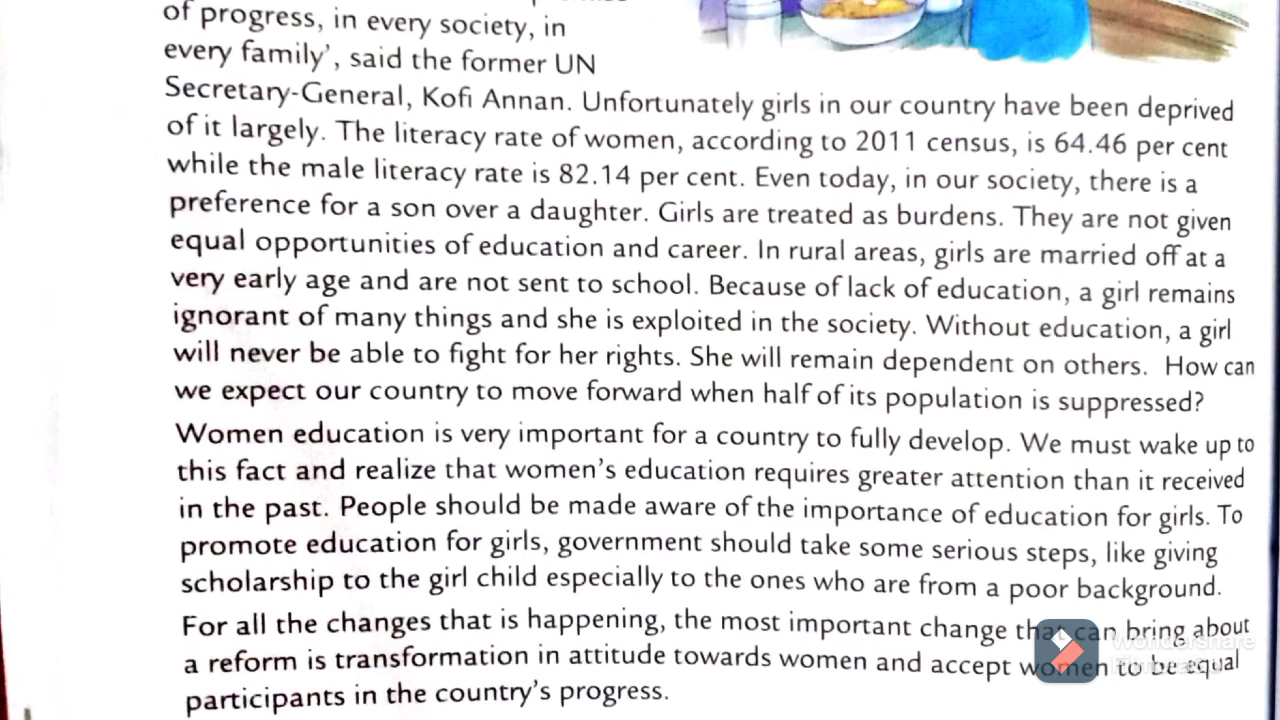 of progress, in every society, in
every family’, said the former UN
Secretary-General, Kofi Annan. Unfortunately girls in our country have been deprived
of it largely. The literacy rate of women, according to 2011 census, is 64.46 per cent
while the male literacy rate is 82.14 per cent. Even today, in our society, there is a
preference for a son over a daughter. Girls are treated as burdens. They are not given
equal opportunities of education and career. In rural areas, girls are married off at a
very early age and are not sent to school. Because of lack of education, a girl remains
ignorant of many things and she is exploited in the society. Without education, a girl
will never be able to fight for her rights. She will remain dependent on others. How can
we expect our country to move forward when half of its population is suppressed?
Women education is very important for a country to fully develop. We must wake up to
this fact and realize that women’s education requires greater attention than it received
in the past. People should be made aware of the importance of education for girls. To
promote education for girls, government should take some serious steps, like giving
scholarship to the girl child especially to the ones who are from a poor background.
For all the changes that is happening, the most important change that can bring about
a reform is transformation in attitude towards women and accept women to be equal
participants in the country’s progress.
Wondershare